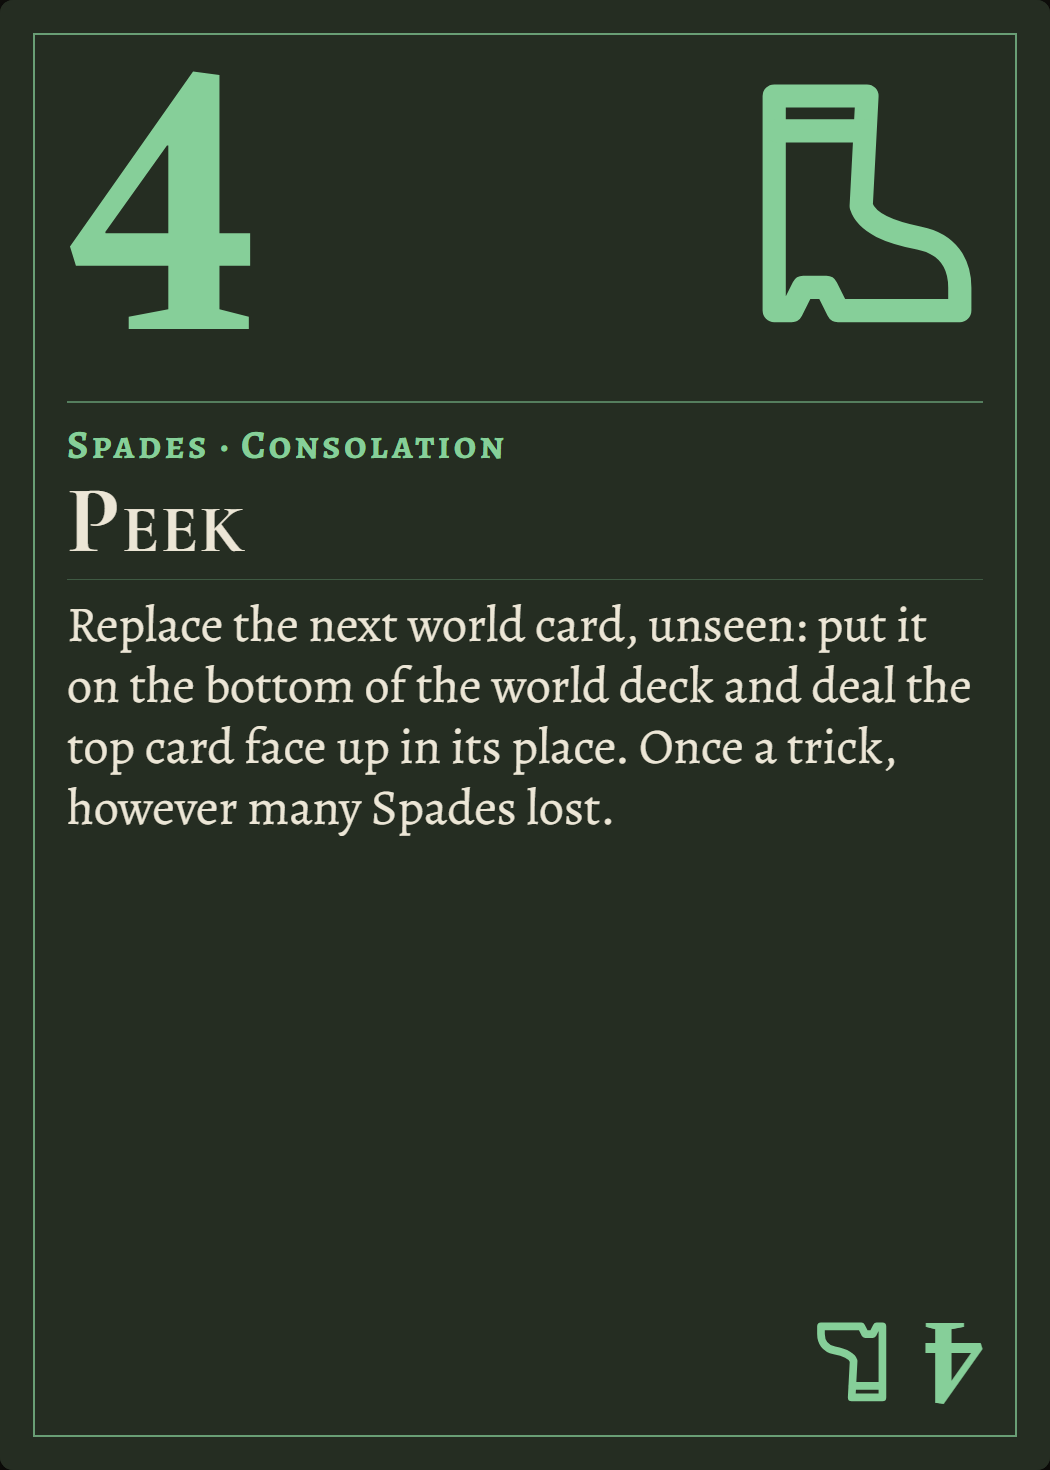 4
Spades · Consolation
Peek
Replace the next world card, unseen: put it
on the bottom of the world deck and deal the
top card face up in its place. Once a trick,
however many Spades lost.
4